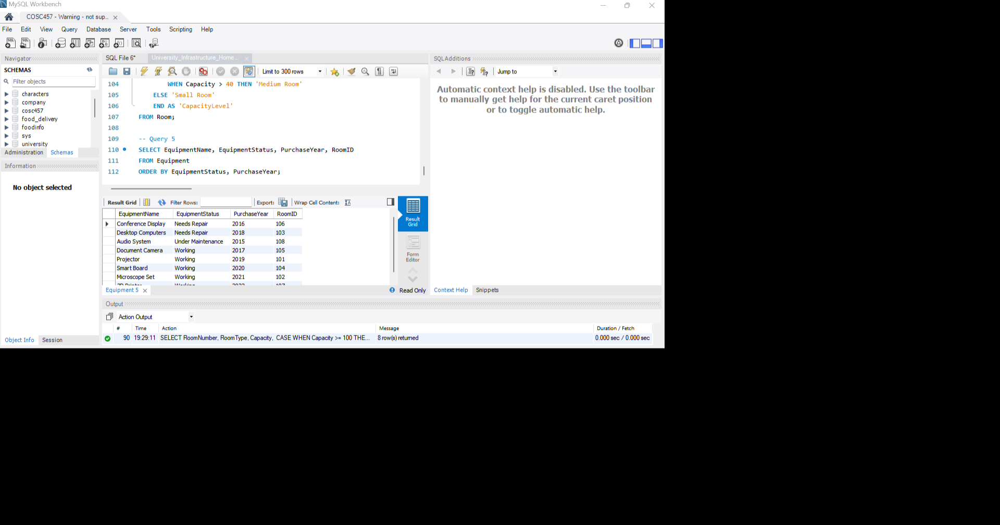 MySQL Workbench
COSC457 - Warning - not sup...
File Edit View Query Database Server Tools Scripting Help
Navigator
SCHEMAS
Filter objects
characters
company
cosc457
food_delivery
foodinfo
sys
university
Administration Schemas
Information
No object selected
Object Info Session
SQL File 6* University_Infrastructure_Home...
Limit to 300 rows
104 WHEN Capacity > 40 THEN 'Medium Room'
105 ELSE 'Small Room'
106 END AS 'CapacityLevel'
107 FROM Room;
108
109 -- Query 5
110 SELECT EquipmentName, EquipmentStatus, PurchaseYear, RoomID
111 FROM Equipment
112 ORDER BY EquipmentStatus, PurchaseYear;
Result Grid Filter Rows: Export: Wrap Cell Content:
EquipmentName EquipmentStatus PurchaseYear RoomID
Conference Display Needs Repair 2016 106
Desktop Computers Needs Repair 2018 103
Audio System Under Maintenance 2015 108
Document Camera Working 2017 105
Projector Working 2019 101
Smart Board Working 2020 104
Microscope Set Working 2021 102
Result
Grid
Form
Editor
Equipment 5
Read Only
SQLAdditions
Jump to
Automatic context help is disabled. Use the toolbar
to manually get help for the current caret position
or to toggle automatic help.
Context Help Snippets
Output
Action Output
# Time Action Message Duration / Fetch
90 19:29:11 SELECT RoomNumber, RoomType, Capacity, CASE WHEN Capacity >= 100 THE... 8 row(s) returned 0.000 sec / 0.000 sec